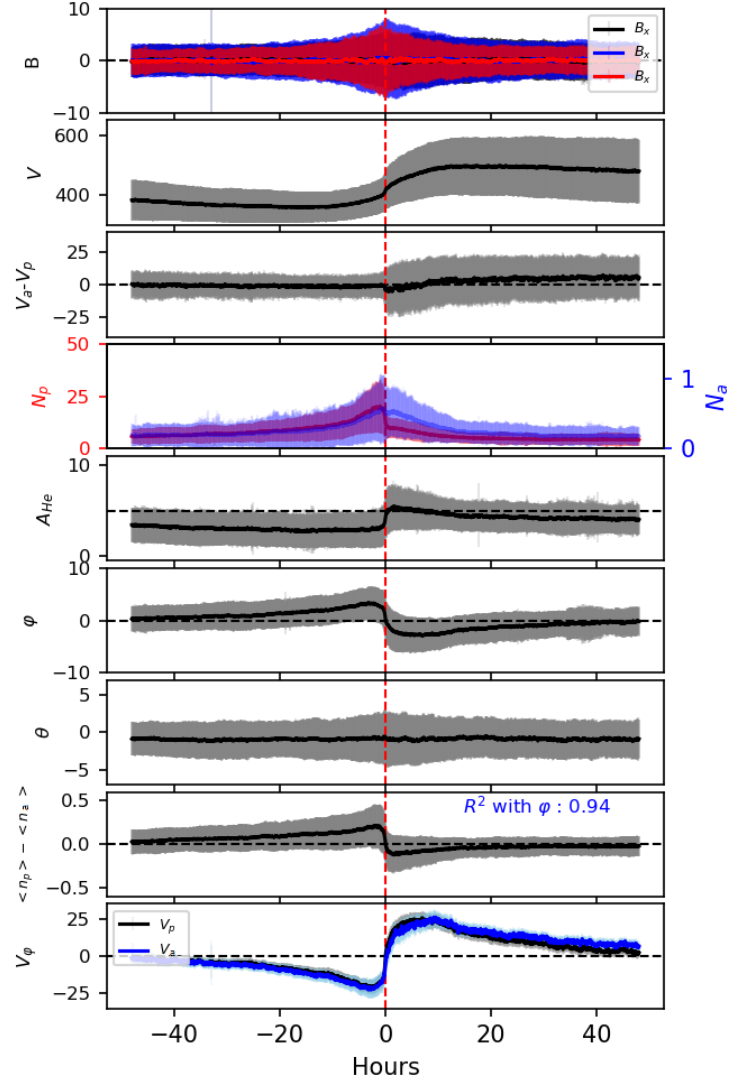 10
0
−10
B
B_x
B_x
B_x
600
400
V
25
0
−25
V_a-V_p
50
25
0
N_p
1
0
N_a
10
0
A_He
10
0
−10
φ
5
0
−5
θ
0.5
0.0
−0.5
<n_p> − <n_a>
R² with φ : 0.94
25
0
−25
V_φ
V_p
V_a
−40
−20
0
20
40
Hours